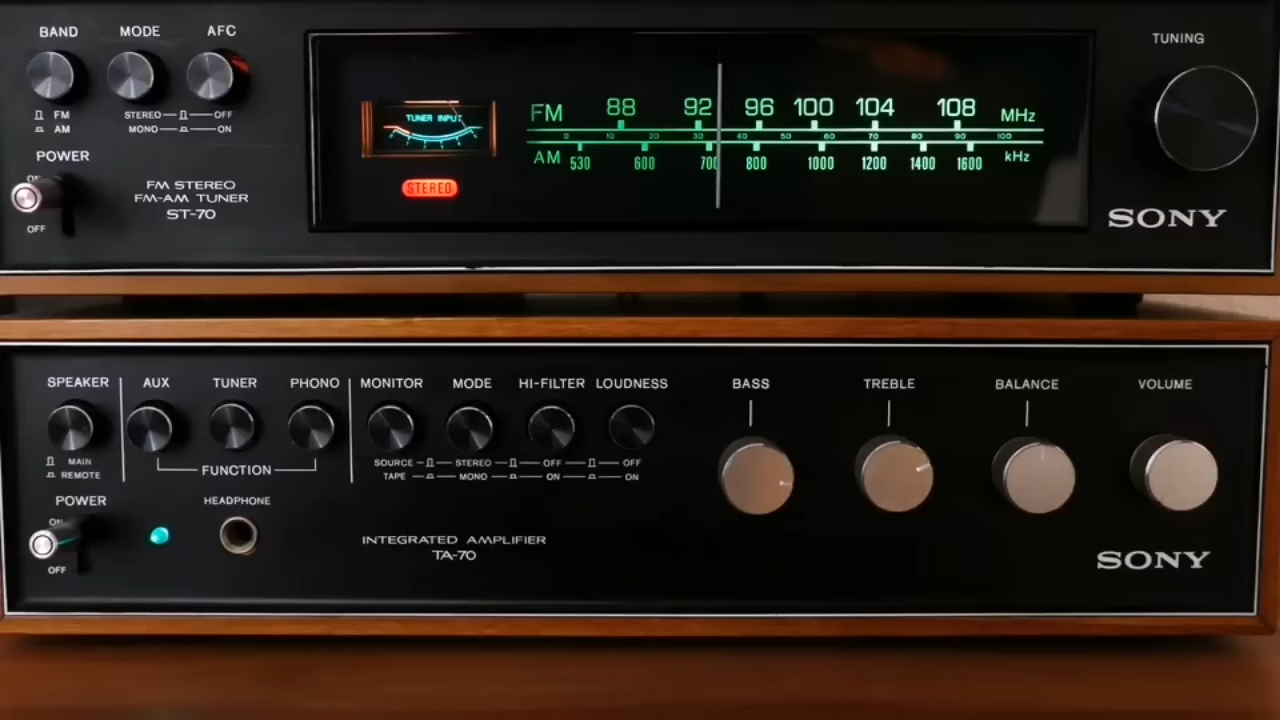 BAND MODE AFC
TUNING
FM 88 92 96 100 104 108 MHz
0 10 20 30 40 50 60 70 80 90 100
AM 530 600 700 800 1000 1200 1400 1600 kHz
TUNER INPUT
STEREO
FM
AM
STEREO OFF
MONO ON
POWER
ON
OFF
FM STEREO
FM-AM TUNER
ST-70
SONY
SPEAKER AUX TUNER PHONO MONITOR MODE HI-FILTER LOUDNESS BASS TREBLE BALANCE VOLUME
MAIN
REMOTE
FUNCTION
SOURCE STEREO OFF OFF
TAPE MONO ON ON
POWER
ON
OFF
HEADPHONE
INTEGRATED AMPLIFIER
TA-70
SONY